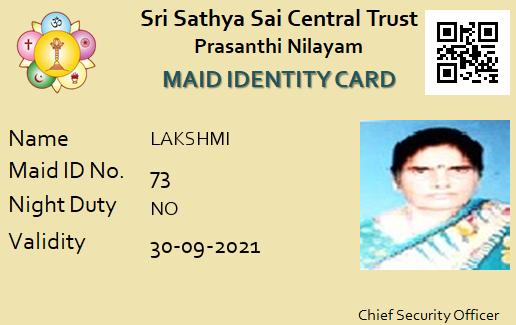 Sri Sathya Sai Central Trust
Prasanthi Nilayam
MAID IDENTITY CARD
Name LAKSHMI
Maid ID No. 73
Night Duty NO
Validity 30-09-2021
Chief Security Officer